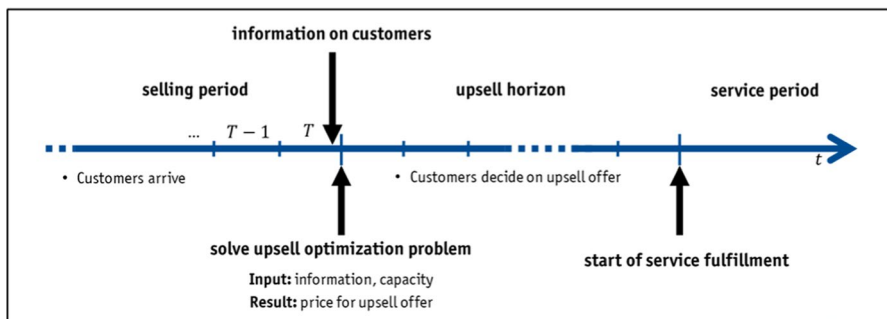 information on customers
selling period
upsell horizon
service period
... T − 1 T
t
• Customers arrive
• Customers decide on upsell offer
solve upsell optimization problem
Input: information, capacity
Result: price for upsell offer
start of service fulfillment